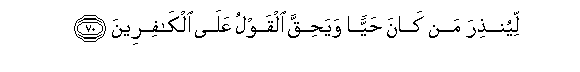 لِّيُنذِرَ مَن كَانَ حَيًّا وَيَحِقَّ ٱلْقَوْلُ عَلَى ٱلْكَـٰفِرِينَ ﴿٧٠﴾